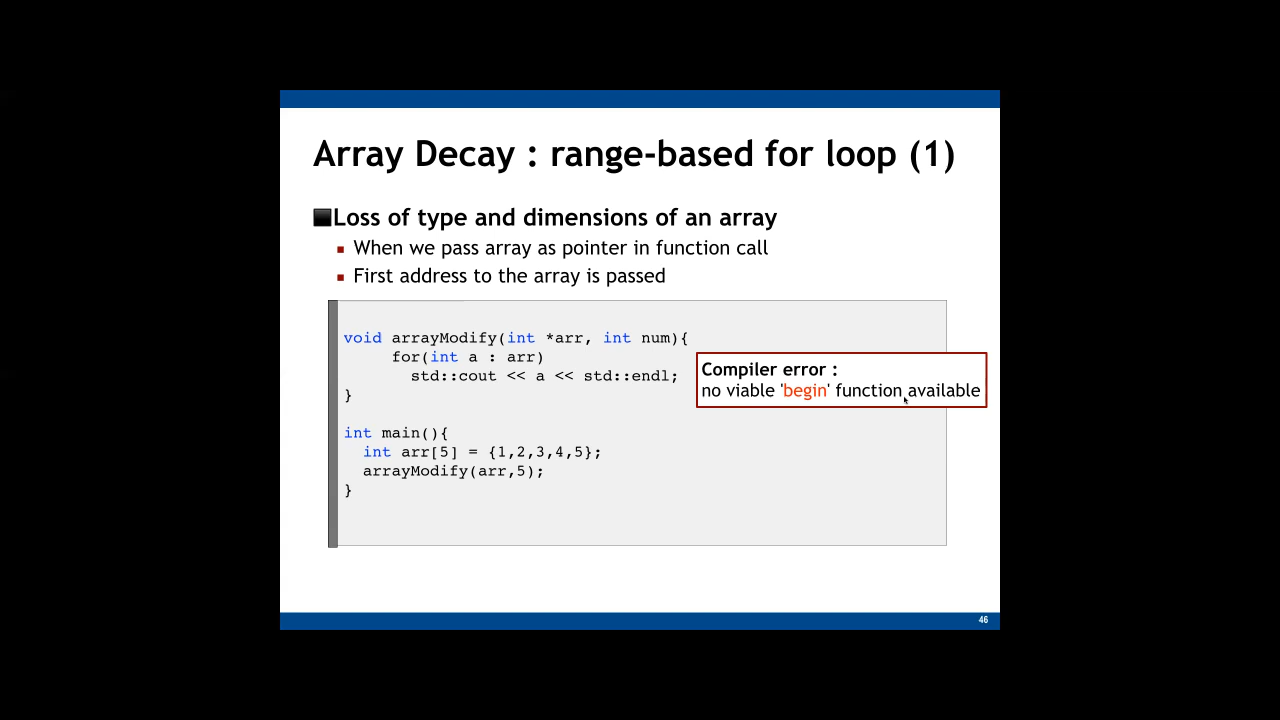 Array Decay : range-based for loop (1)
Loss of type and dimensions of an array
When we pass array as pointer in function call
First address to the array is passed
void arrayModify(int *arr, int num){
for(int a : arr)
std::cout << a << std::endl;
}
Compiler error :
no viable 'begin' function available
int main(){
int arr[5] = {1,2,3,4,5};
arrayModify(arr,5);
}
46